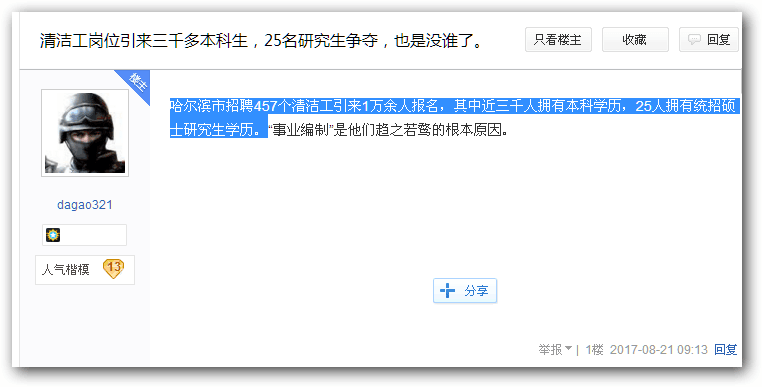 清洁工岗位引来三千多本科生，25名研究生争夺，也是没谁了。
只看楼主
收藏
回复
楼主
哈尔滨市招聘457个清洁工引来1万余人报名，其中近三千人拥有本科学历，25人拥有统招硕
士研究生学历。“事业编制”是他们趋之若鹜的根本原因。
dagao321
人气楷模 13
分享
举报 | 1楼 2017-08-21 09:13 回复